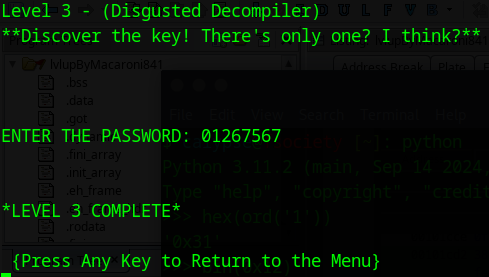 Level 3 - (Disgusted Decompiler)
**Discover the key! There's only one? I think?**
lvlupByMacaroni841
Address Break
.bss
.data
.got
File Edit View Search Terminal Help
ENTER THE PASSWORD: 01267567
[~]: python
.fini_array
Python 3.11.2 (main, Sep 14 2024,
.init_array
Type "help", "copyright", "credit
.eh_frame
>>> hex(ord('1'))
*LEVEL 3 COMPLETE*
'0x31'
.rodata
{Press Any Key to Return to the Menu}